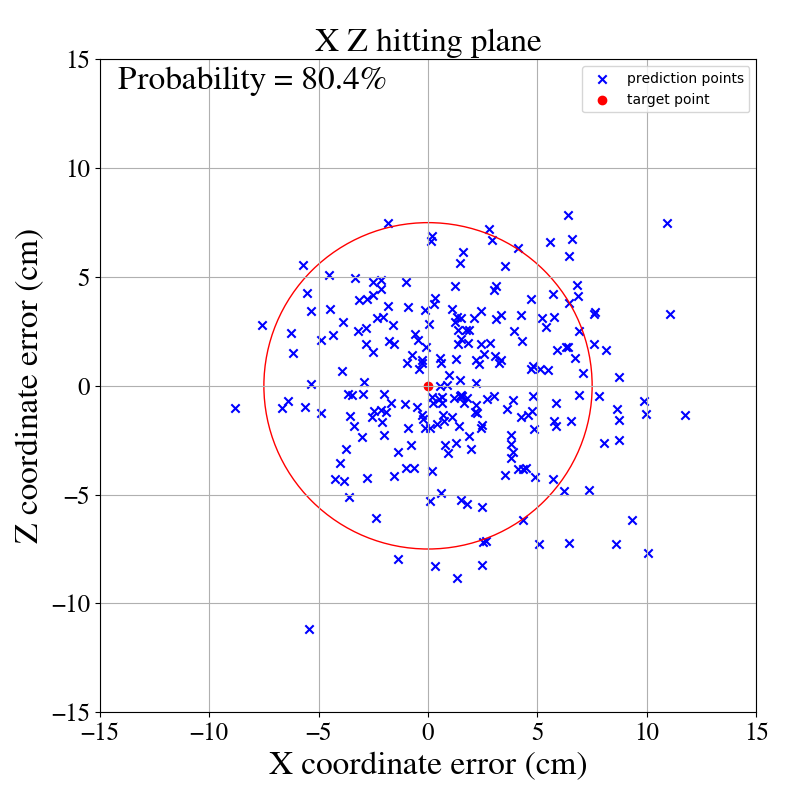 X Z hitting plane
Probability = 80.4%
prediction points
target point
Z coordinate error (cm)
15
10
5
0
−5
−10
−15
−15 −10 −5 0 5 10 15
X coordinate error (cm)